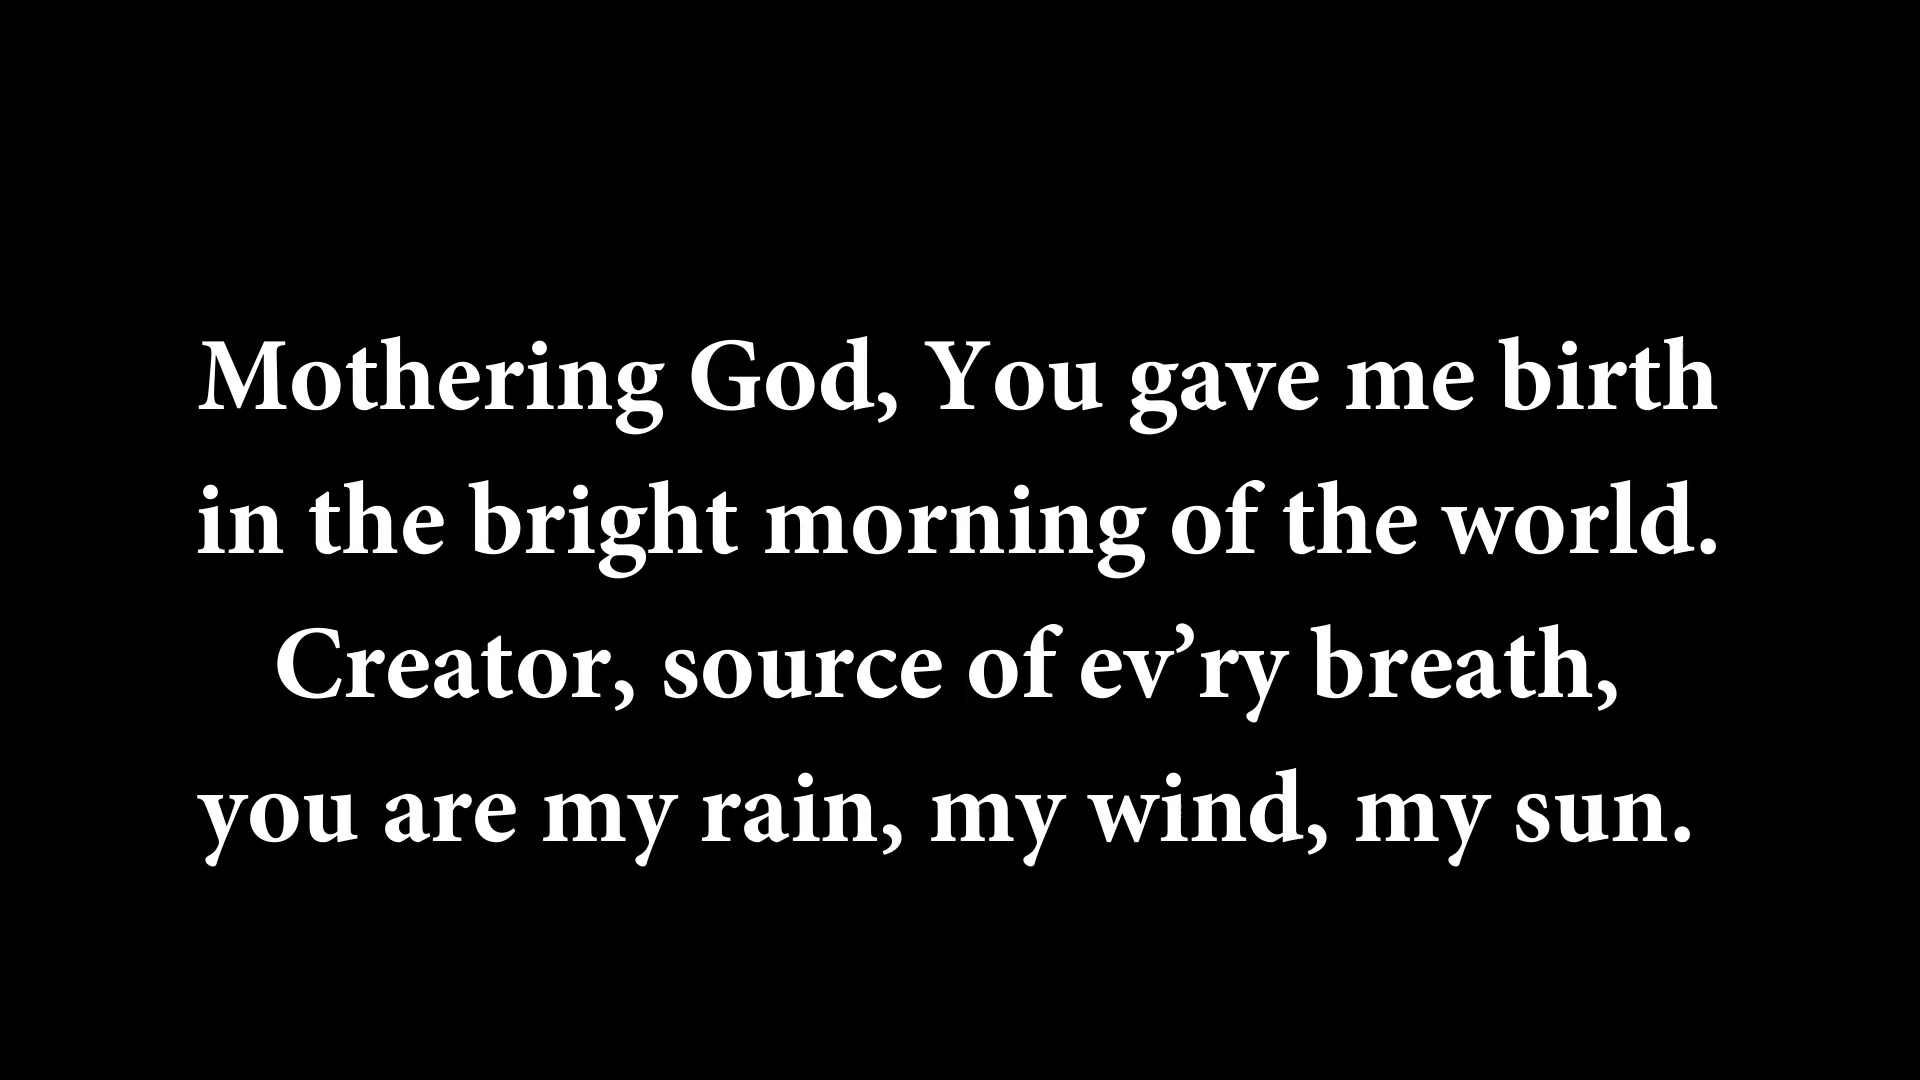 Mothering God, You gave me birth
in the bright morning of the world.
Creator, source of ev’ry breath,
you are my rain, my wind, my sun.